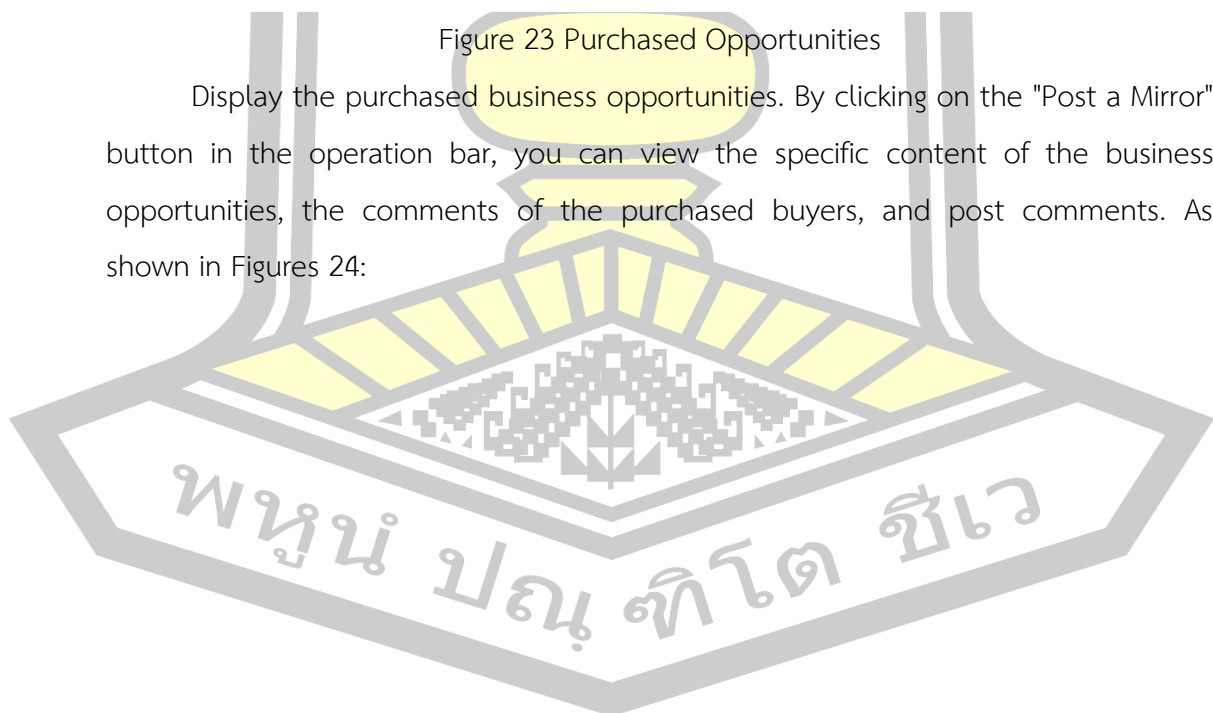 Figure 23 Purchased Opportunities
Display the purchased business opportunities. By clicking on the "Post a Mirror"
button in the operation bar, you can view the specific content of the business
opportunities, the comments of the purchased buyers, and post comments. As
shown in Figures 24:
พหูนํ ปณฺฑิโต ชีเว